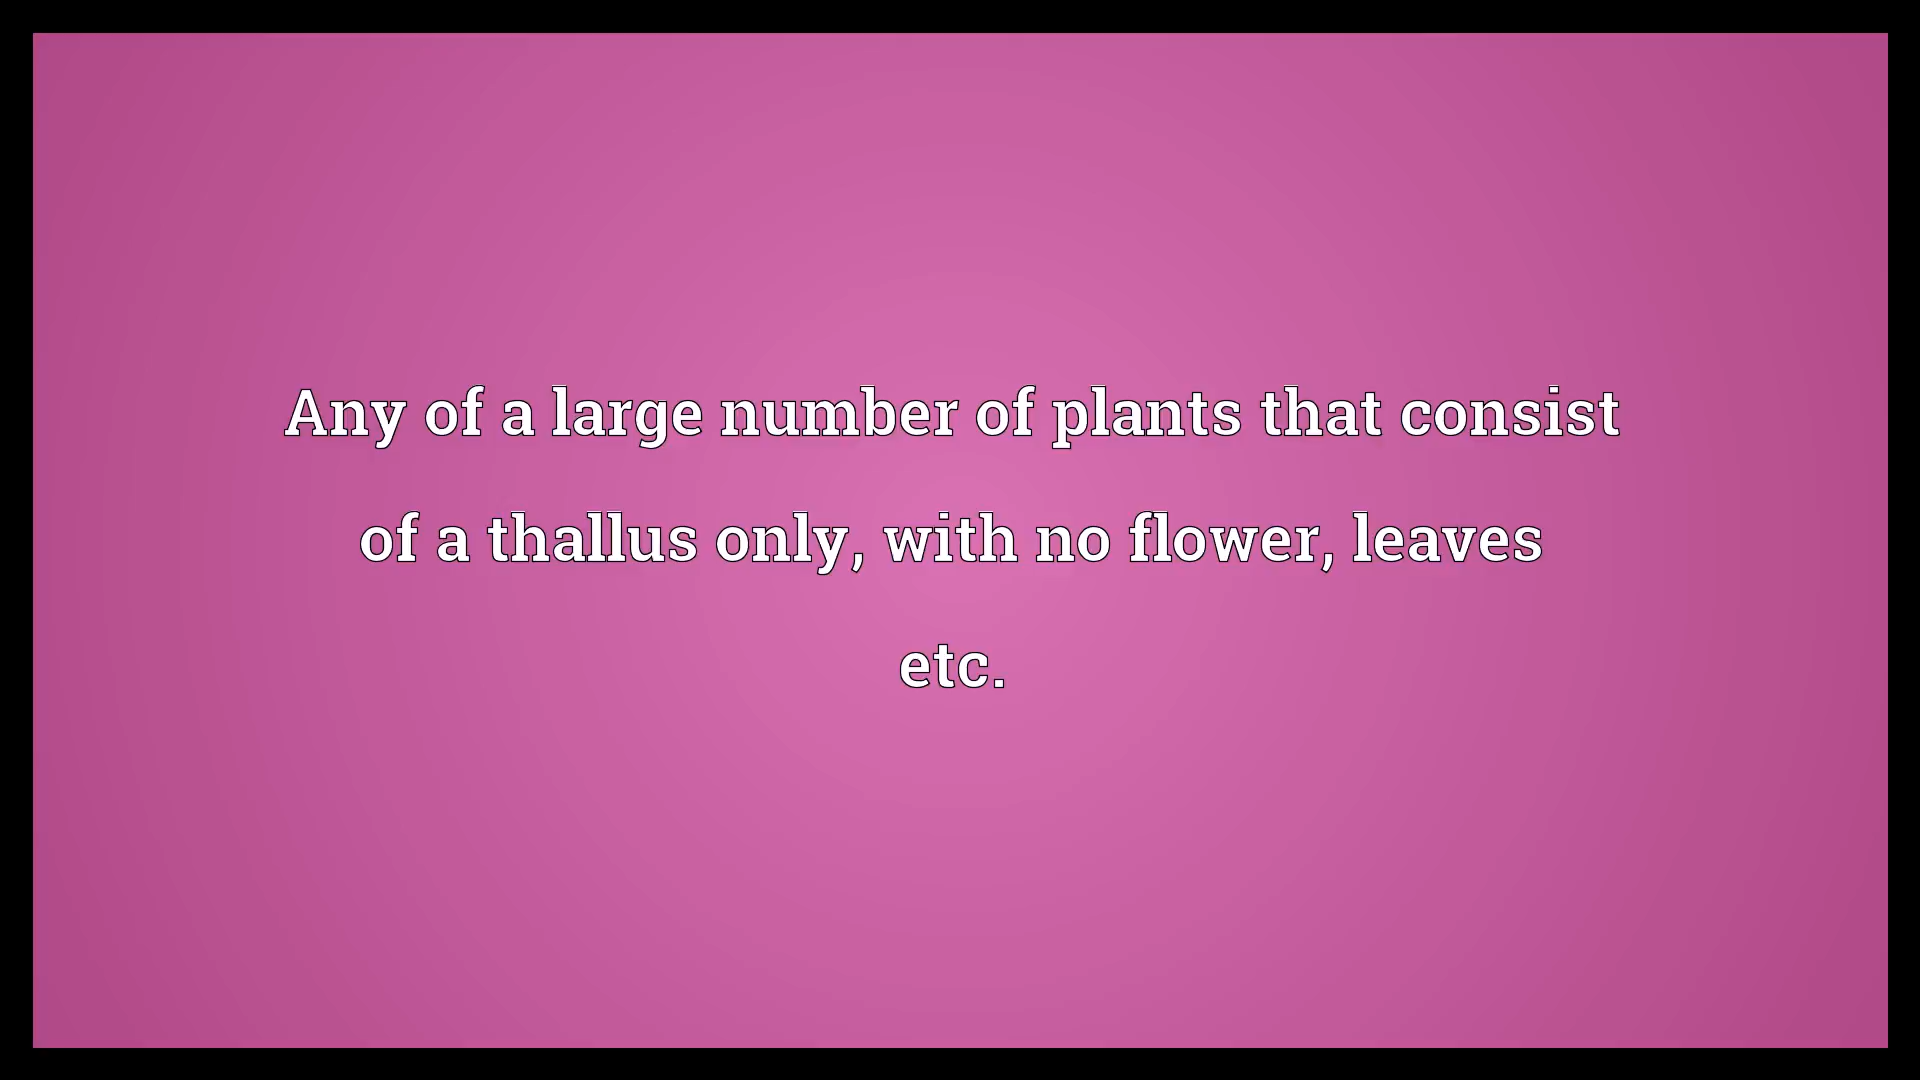 Any of a large number of plants that consist
of a thallus only, with no flower, leaves
etc.